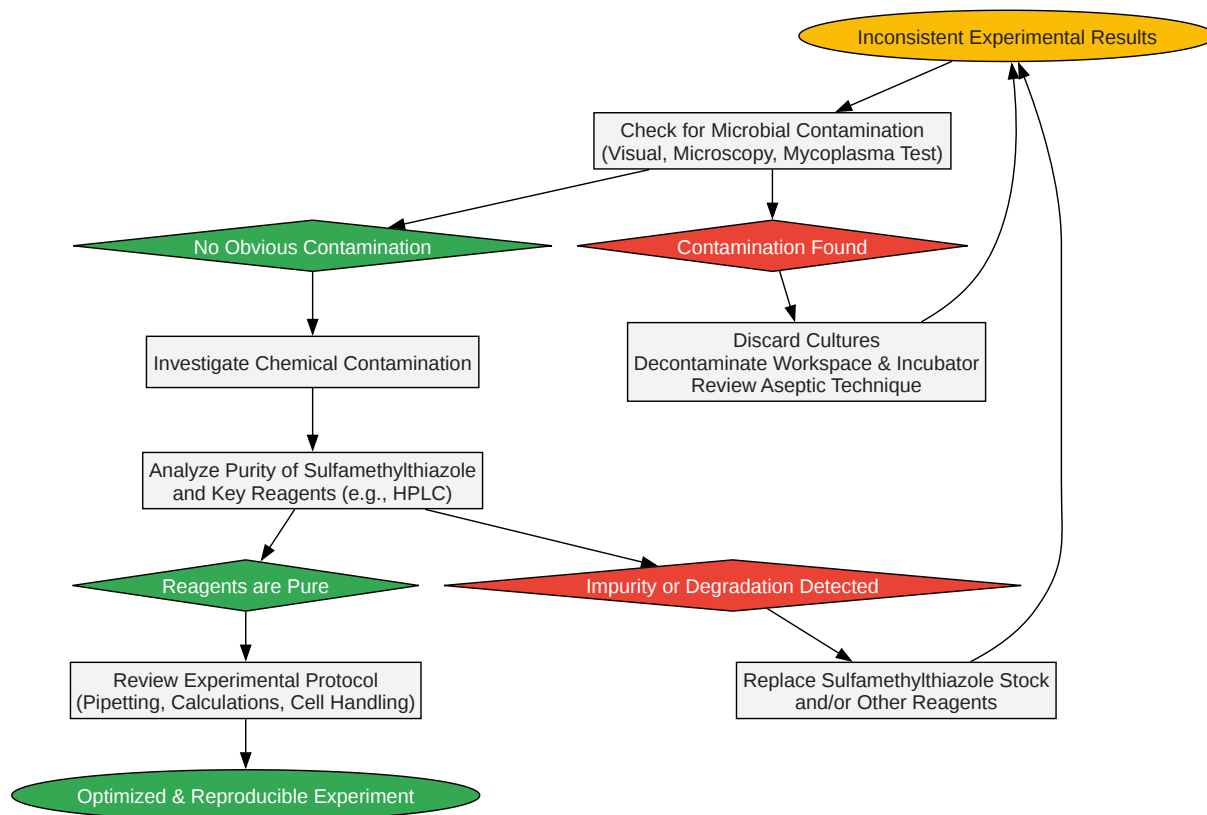 Inconsistent Experimental Results
Check for Microbial Contamination
(Visual, Microscopy, Mycoplasma Test)
No Obvious Contamination
Contamination Found
Discard Cultures
Decontaminate Workspace & Incubator
Review Aseptic Technique
Investigate Chemical Contamination
Analyze Purity of Sulfamethylthiazole
and Key Reagents (e.g., HPLC)
Reagents are Pure
Impurity or Degradation Detected
Review Experimental Protocol
(Pipetting, Calculations, Cell Handling)
Replace Sulfamethylthiazole Stock
and/or Other Reagents
Optimized & Reproducible Experiment